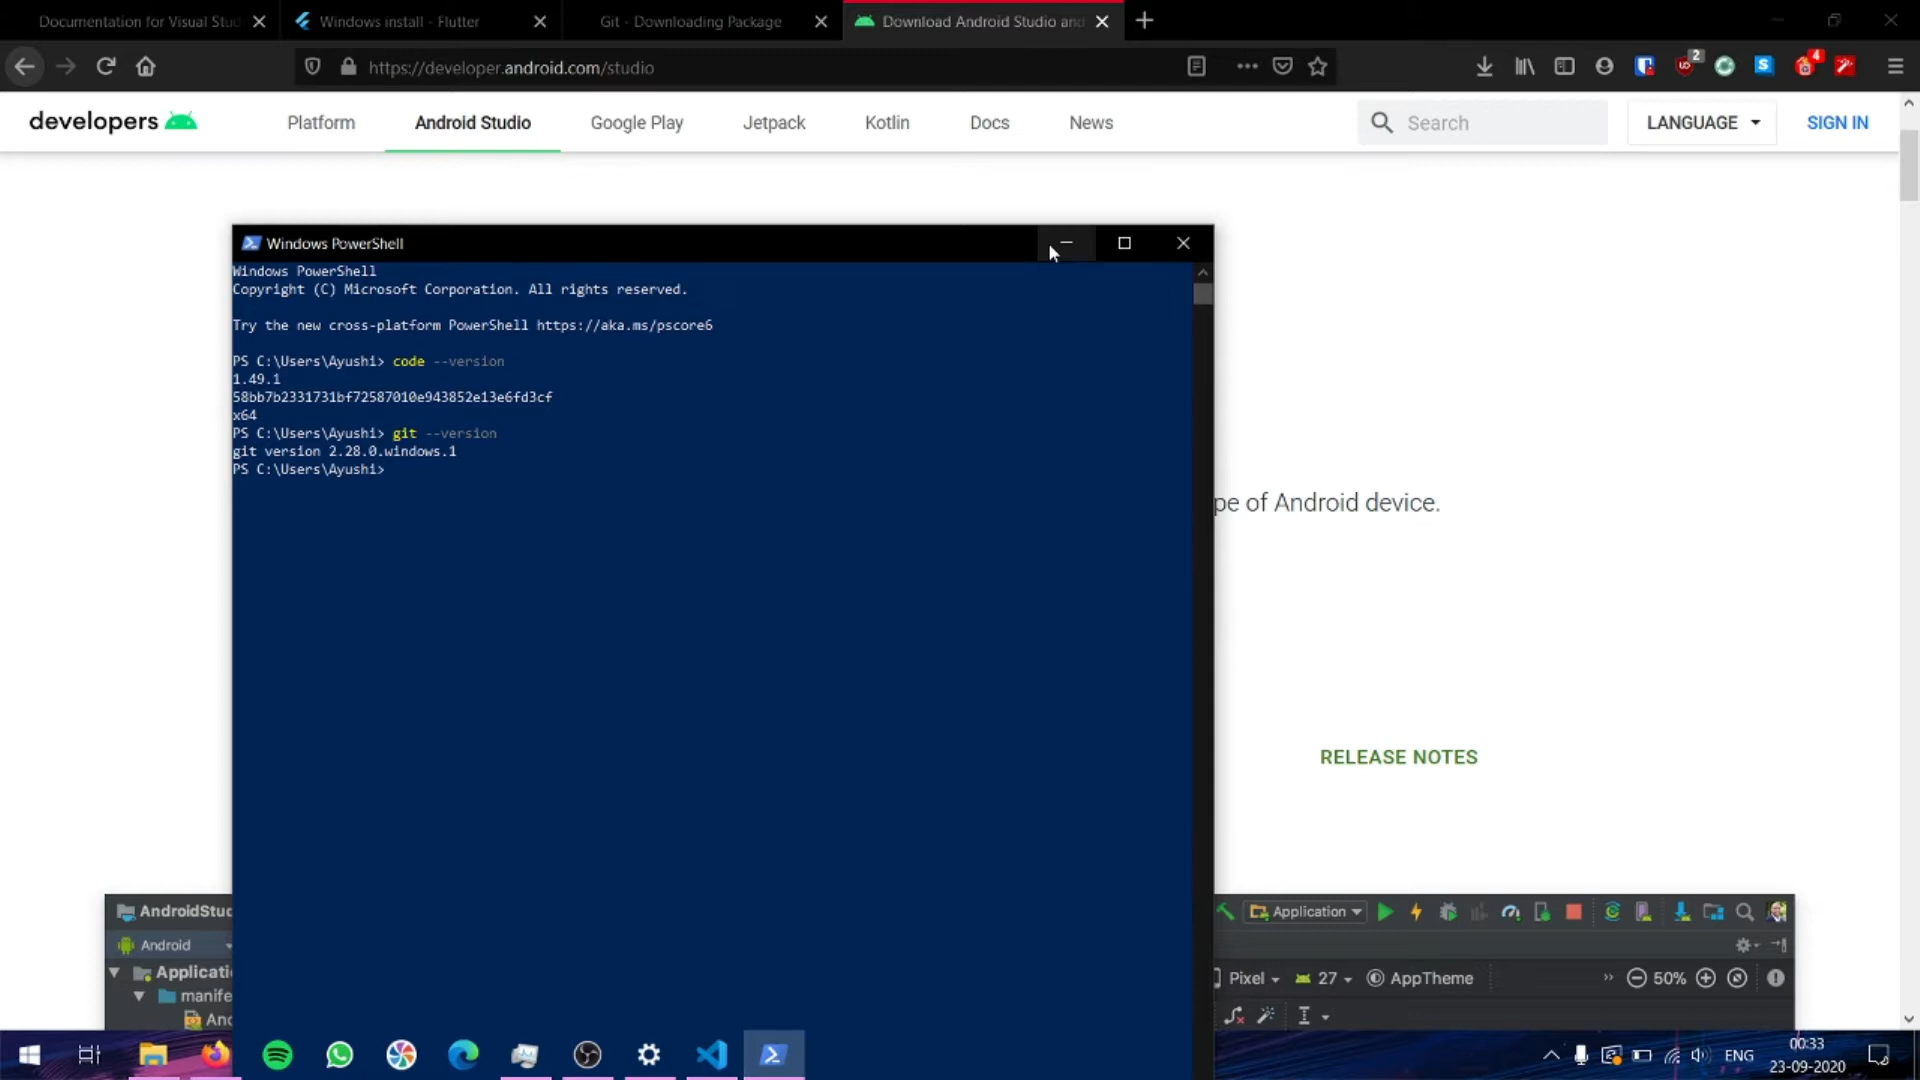 Documentation for Visual Stud
Windows install - Flutter
Git - Downloading Package
Download Android Studio and
https://developer.android.com/studio
2
4
developers
Platform
Android Studio
Google Play
Jetpack
Kotlin
Docs
News
Search
LANGUAGE
SIGN IN
Windows PowerShell
Windows PowerShell
Copyright (C) Microsoft Corporation. All rights reserved.
Try the new cross-platform PowerShell https://aka.ms/pscore6
PS C:\Users\Ayushi> code --version
1.49.1
58bb7b2331731bf72587010e943852e13e6fd3cf
x64
PS C:\Users\Ayushi> git --version
git version 2.28.0.windows.1
PS C:\Users\Ayushi>
pe of Android device.
RELEASE NOTES
AndroidStud
Application
Android
Pixel
27
AppTheme
50%
Applicati
manife
And
ENG
00:33
23-09-2020